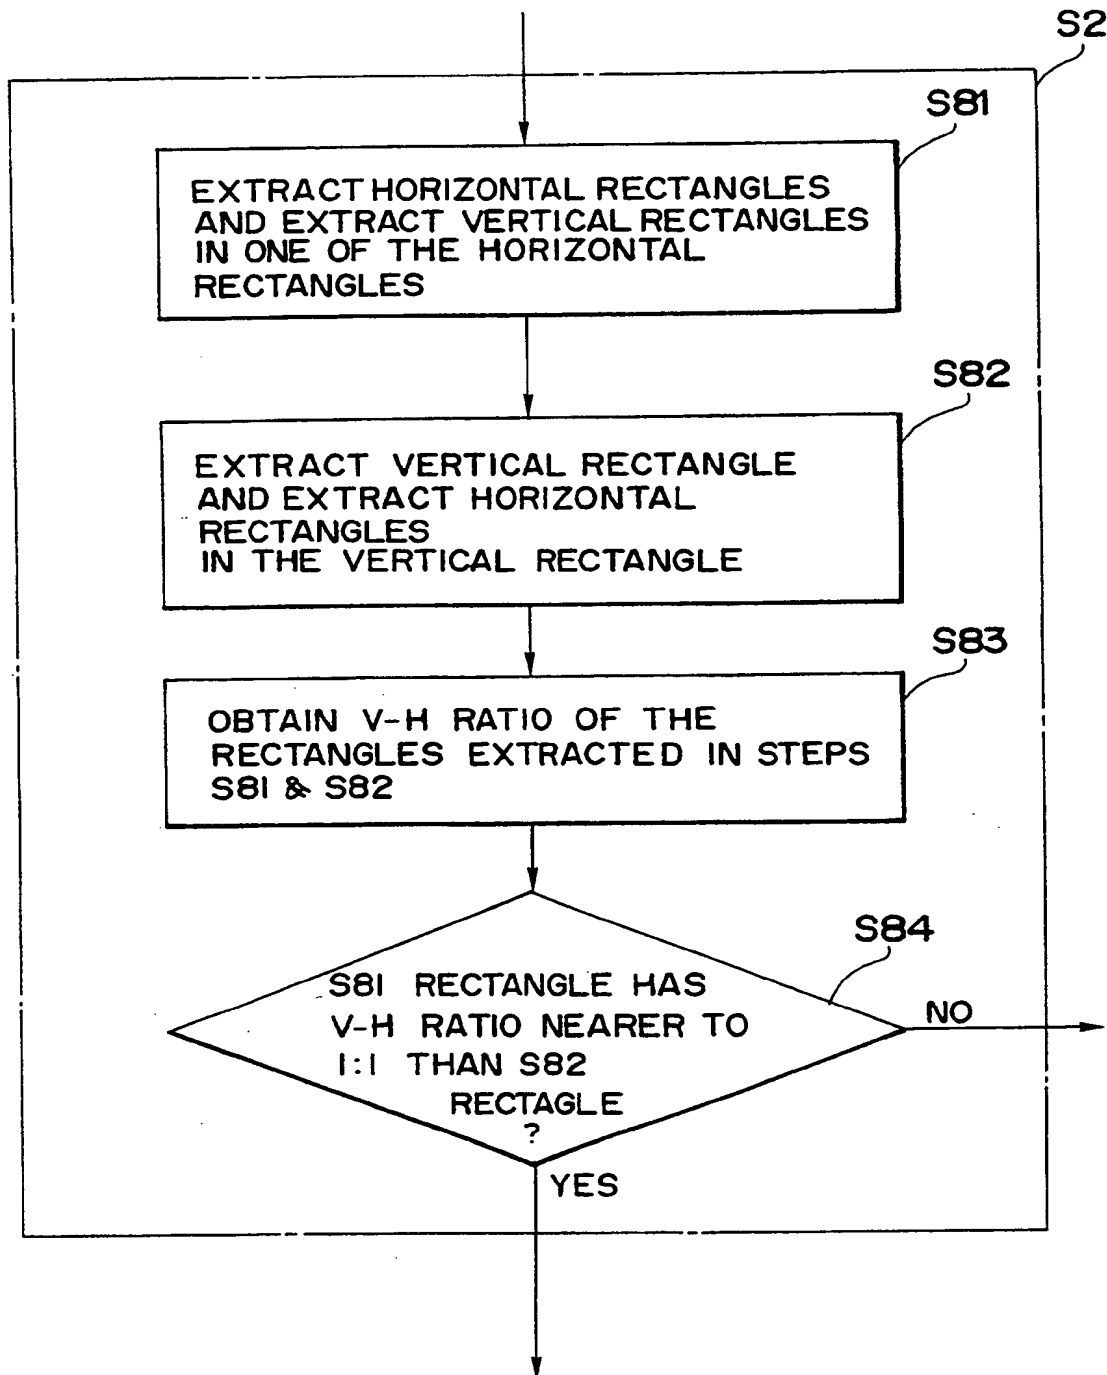 S2
S81
EXTRACT HORIZONTAL RECTANGLES
AND EXTRACT VERTICAL RECTANGLES
IN ONE OF THE HORIZONTAL
RECTANGLES
S82
EXTRACT VERTICAL RECTANGLE
AND EXTRACT HORIZONTAL
RECTANGLES
IN THE VERTICAL RECTANGLE
S83
OBTAIN V-H RATIO OF THE
RECTANGLES EXTRACTED IN STEPS
S81 & S82
S84
S81 RECTANGLE HAS
V-H RATIO NEARER TO
1:1 THAN S82
RECTAGLE
?
NO
YES